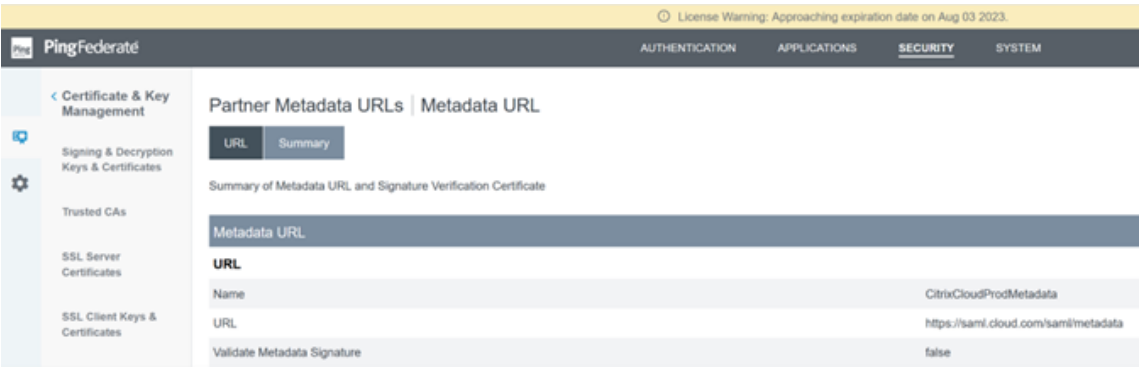 License Warning: Approaching expiration date on Aug 03 2023.
Ping PingFederate AUTHENTICATION APPLICATIONS SECURITY SYSTEM
< Certificate & Key
Management
Signing & Decryption
Keys & Certificates
Trusted CAs
SSL Server
Certificates
SSL Client Keys &
Certificates
Partner Metadata URLs | Metadata URL
URL Summary
Summary of Metadata URL and Signature Verification Certificate
Metadata URL
URL
Name CitrixCloudProdMetadata
URL https://saml.cloud.com/saml/metadata
Validate Metadata Signature false